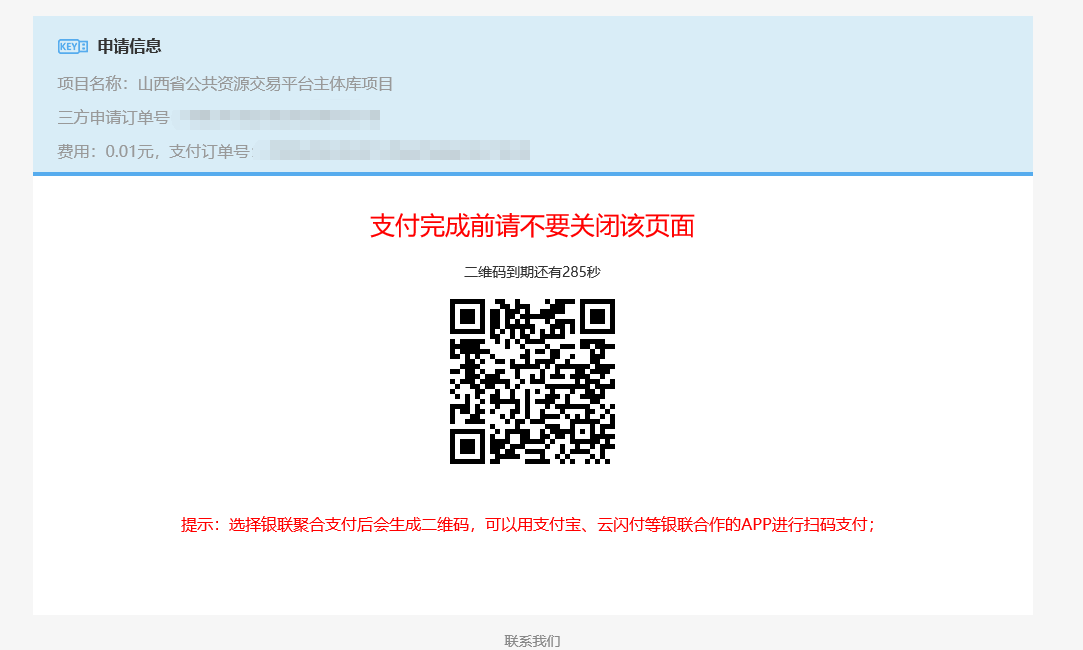 KEY 申请信息
项目名称：山西省公共资源交易平台主体库项目
三方申请订单号
费用：0.01元，支付订单号：
支付完成前请不要关闭该页面
二维码到期还有285秒
提示：选择银联聚合支付后会生成二维码，可以用支付宝、云闪付等银联合作的APP进行扫码支付；
联系我们